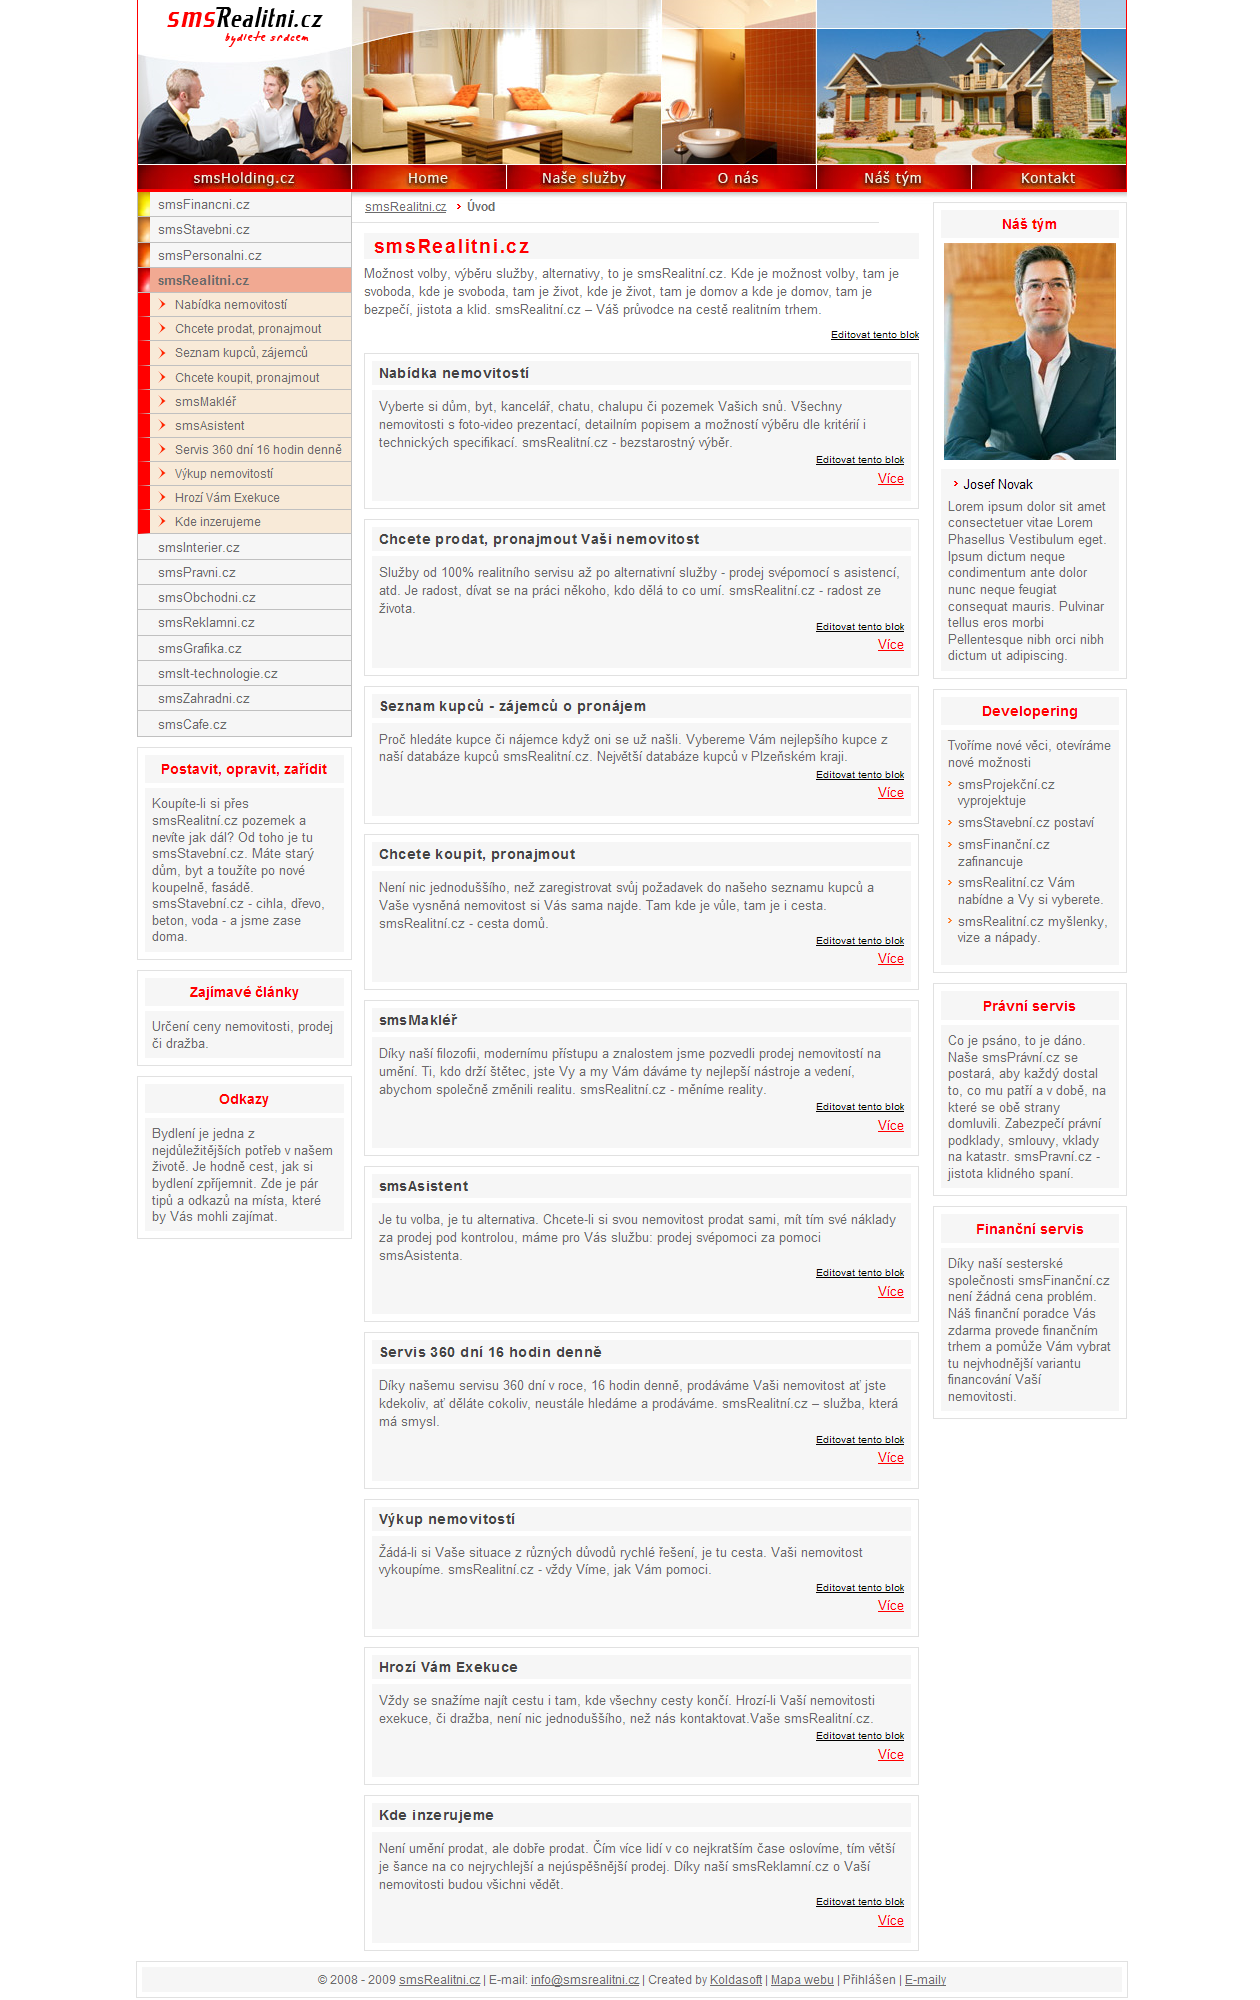 smsRealitni.cz
bydlete srdcem
smsHolding.cz
Home
Naše služby
O nás
Náš tým
Kontakt
smsFinancni.cz
smsStavebni.cz
smsPersonalni.cz
smsRealitni.cz
Nabídka nemovitostí
Chcete prodat, pronajmout
Seznam kupců, zájemců
Chcete koupit, pronajmout
smsMakléř
smsAsistent
Servis 360 dní 16 hodin denně
Výkup nemovitostí
Hrozí Vám Exekuce
Kde inzerujeme
smsInterier.cz
smsPravni.cz
smsObchodni.cz
smsReklamni.cz
smsGrafika.cz
smsIt-technologie.cz
smsZahradni.cz
smsCafe.cz
Postavit, opravit, zařídit
Koupíte-li si přes
smsRealitní.cz pozemek a
nevíte jak dál? Od toho je tu
smsStavební.cz. Máte starý
dům, byt a toužíte po nové
koupelně, fasádě.
smsStavební.cz - cihla, dřevo,
beton, voda - a jsme zase
doma.
Zajímavé články
Určení ceny nemovitosti, prodej
či dražba.
Odkazy
Bydlení je jedna z
nejdůležitějších potřeb v našem
životě. Je hodně cest, jak si
bydlení zpříjemnit. Zde je pár
tipů a odkazů na místa, které
by Vás mohli zajímat.
smsRealitni.cz Úvod
smsRealitni.cz
Možnost volby, výběru služby, alternativy, to je smsRealitní.cz. Kde je možnost volby, tam je
svoboda, kde je svoboda, tam je život, kde je život, tam je domov a kde je domov, tam je
bezpečí, jistota a klid. smsRealitní.cz – Váš průvodce na cestě realitním trhem.
Editovat tento blok
Nabídka nemovitostí
Vyberte si dům, byt, kancelář, chatu, chalupu či pozemek Vašich snů. Všechny
nemovitosti s foto-video prezentací, detailním popisem a možností výběru dle kritérií i
technických specifikací. smsRealitní.cz - bezstarostný výběr.
Editovat tento blok
Více
Chcete prodat, pronajmout Vaši nemovitost
Služby od 100% realitního servisu až po alternativní služby - prodej svépomocí s asistencí,
atd. Je radost, dívat se na práci někoho, kdo dělá to co umí. smsRealitní.cz - radost ze
života.
Editovat tento blok
Více
Seznam kupců - zájemců o pronájem
Proč hledáte kupce či nájemce když oni se už našli. Vybereme Vám nejlepšího kupce z
naší databáze kupců smsRealitní.cz. Největší databáze kupců v Plzeňském kraji.
Editovat tento blok
Více
Chcete koupit, pronajmout
Není nic jednoduššího, než zaregistrovat svůj požadavek do našeho seznamu kupců a
Vaše vysněná nemovitost si Vás sama najde. Tam kde je vůle, tam je i cesta.
smsRealitní.cz - cesta domů.
Editovat tento blok
Více
smsMakléř
Díky naší filozofii, modernímu přístupu a znalostem jsme pozvedli prodej nemovitostí na
umění. Ti, kdo drží štětec, jste Vy a my Vám dáváme ty nejlepší nástroje a vedení,
abychom společně změnili realitu. smsRealitní.cz - měníme reality.
Editovat tento blok
Více
smsAsistent
Je tu volba, je tu alternativa. Chcete-li si svou nemovitost prodat sami, mít tím své náklady
za prodej pod kontrolou, máme pro Vás službu: prodej svépomoci za pomoci
smsAsistenta.
Editovat tento blok
Více
Servis 360 dní 16 hodin denně
Díky našemu servisu 360 dní v roce, 16 hodin denně, prodáváme Vaši nemovitost ať jste
kdekoliv, ať děláte cokoliv, neustále hledáme a prodáváme. smsRealitní.cz – služba, která
má smysl.
Editovat tento blok
Více
Výkup nemovitostí
Žádá-li si Vaše situace z různých důvodů rychlé řešení, je tu cesta. Vaši nemovitost
vykoupíme. smsRealitní.cz - vždy Víme, jak Vám pomoci.
Editovat tento blok
Více
Hrozí Vám Exekuce
Vždy se snažíme najít cestu i tam, kde všechny cesty končí. Hrozí-li Vaší nemovitosti
exekuce, či dražba, není nic jednoduššího, než nás kontaktovat.Vaše smsRealitní.cz.
Editovat tento blok
Více
Kde inzerujeme
Není umění prodat, ale dobře prodat. Čím více lidí v co nejkratším čase oslovíme, tím větší
je šance na co nejrychlejší a nejúspěšnější prodej. Díky naší smsReklamní.cz o Vaší
nemovitosti budou všichni vědět.
Editovat tento blok
Více
Náš tým
Josef Novak
Lorem ipsum dolor sit amet
consectetuer vitae Lorem
Phasellus Vestibulum eget.
Ipsum dictum neque
condimentum ante dolor
nunc neque feugiat
consequat mauris. Pulvinar
tellus eros morbi
Pellentesque nibh orci nibh
dictum ut adipiscing.
Developering
Tvoříme nové věci, otevíráme
nové možnosti
smsProjekční.cz
vyprojektuje
smsStavební.cz postaví
smsFinanční.cz
zafinancuje
smsRealitní.cz Vám
nabídne a Vy si vyberete.
smsRealitní.cz myšlenky,
vize a nápady.
Právní servis
Co je psáno, to je dáno.
Naše smsPrávní.cz se
postará, aby každý dostal
to, co mu patří a v době, na
které se obě strany
domluvili. Zabezpečí právní
podklady, smlouvy, vklady
na katastr. smsPravní.cz -
jistota klidného spaní.
Finanční servis
Díky naší sesterské
společnosti smsFinanční.cz
není žádná cena problém.
Náš finanční poradce Vás
zdarma provede finančním
trhem a pomůže Vám vybrat
tu nejvhodnější variantu
financování Vaší
nemovitosti.
© 2008 - 2009 smsRealitni.cz | E-mail: info@smsrealitni.cz | Created by Koldasoft | Mapa webu | Přihlášen | E-maily